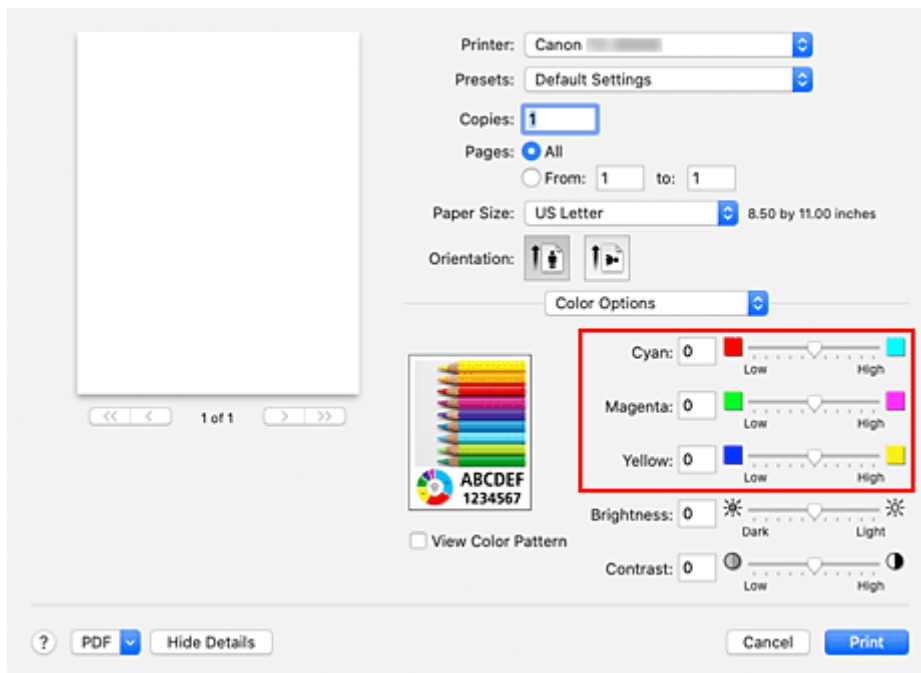 Printer: Canon
Presets: Default Settings
Copies: 1
Pages: All
From: 1 to: 1
Paper Size: US Letter 8.50 by 11.00 inches
Orientation:
Color Options
Cyan: 0
Low High
Magenta: 0
Low High
Yellow: 0
Low High
Brightness: 0
Dark Light
Contrast: 0
Low High
<< < 1 of 1 > >>
ABCDEF
1234567
View Color Pattern
? PDF Hide Details Cancel Print